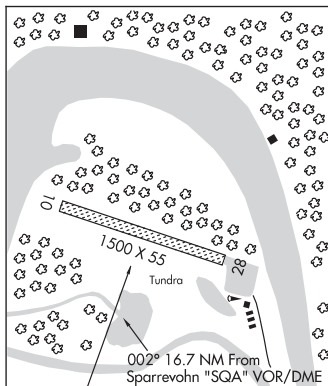 10
1500 X 55
28
Tundra
002° 16.7 NM From
Sparrevohn "SQA" VOR/DME